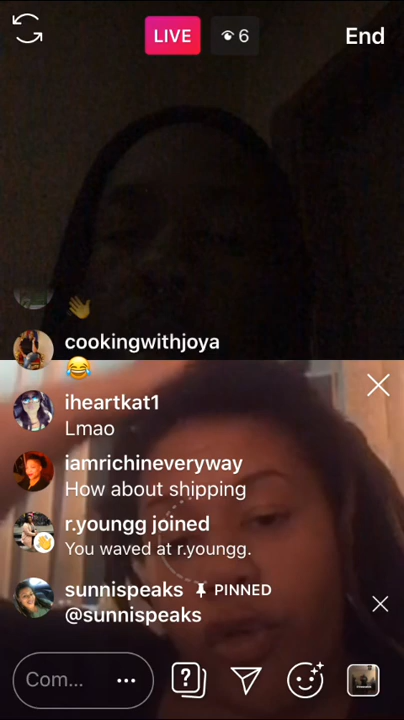 LIVE
6
End
👋
cookingwithjoya
😂
iheartkat1
Lmao
iamrichineveryway
How about shipping
r.youngg joined
You waved at r.youngg.
sunnispeaks PINNED
@sunnispeaks
Com...